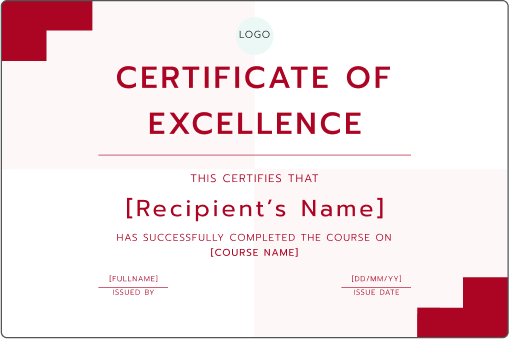 LOGO
CERTIFICATE OF
EXCELLENCE
THIS CERTIFIES THAT
[Recipient’s Name]
HAS SUCCESSFULLY COMPLETED THE COURSE ON
[COURSE NAME]
[FULLNAME]
ISSUED BY
[DD/MM/YY]
ISSUE DATE